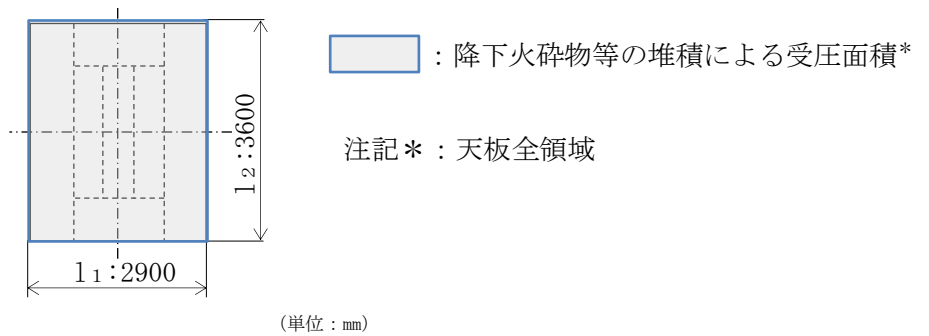 ：降下火砕物等の堆積による受圧面積*
l₂:3600
注記＊：天板全領域
l₁:2900
(単位：mm)